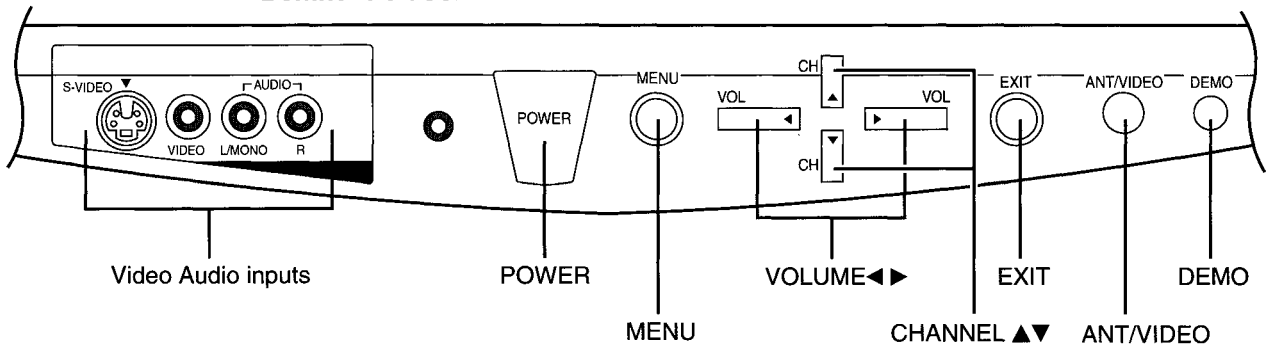 S-VIDEO ▼
AUDIO
VIDEO
L/MONO
R
POWER
MENU
VOL ◀
CH ▲
CH ▼
VOL ▶
EXIT
ANT/VIDEO
DEMO
Video Audio inputs
POWER
VOLUME◀ ▶
EXIT
DEMO
MENU
CHANNEL ▲▼
ANT/VIDEO